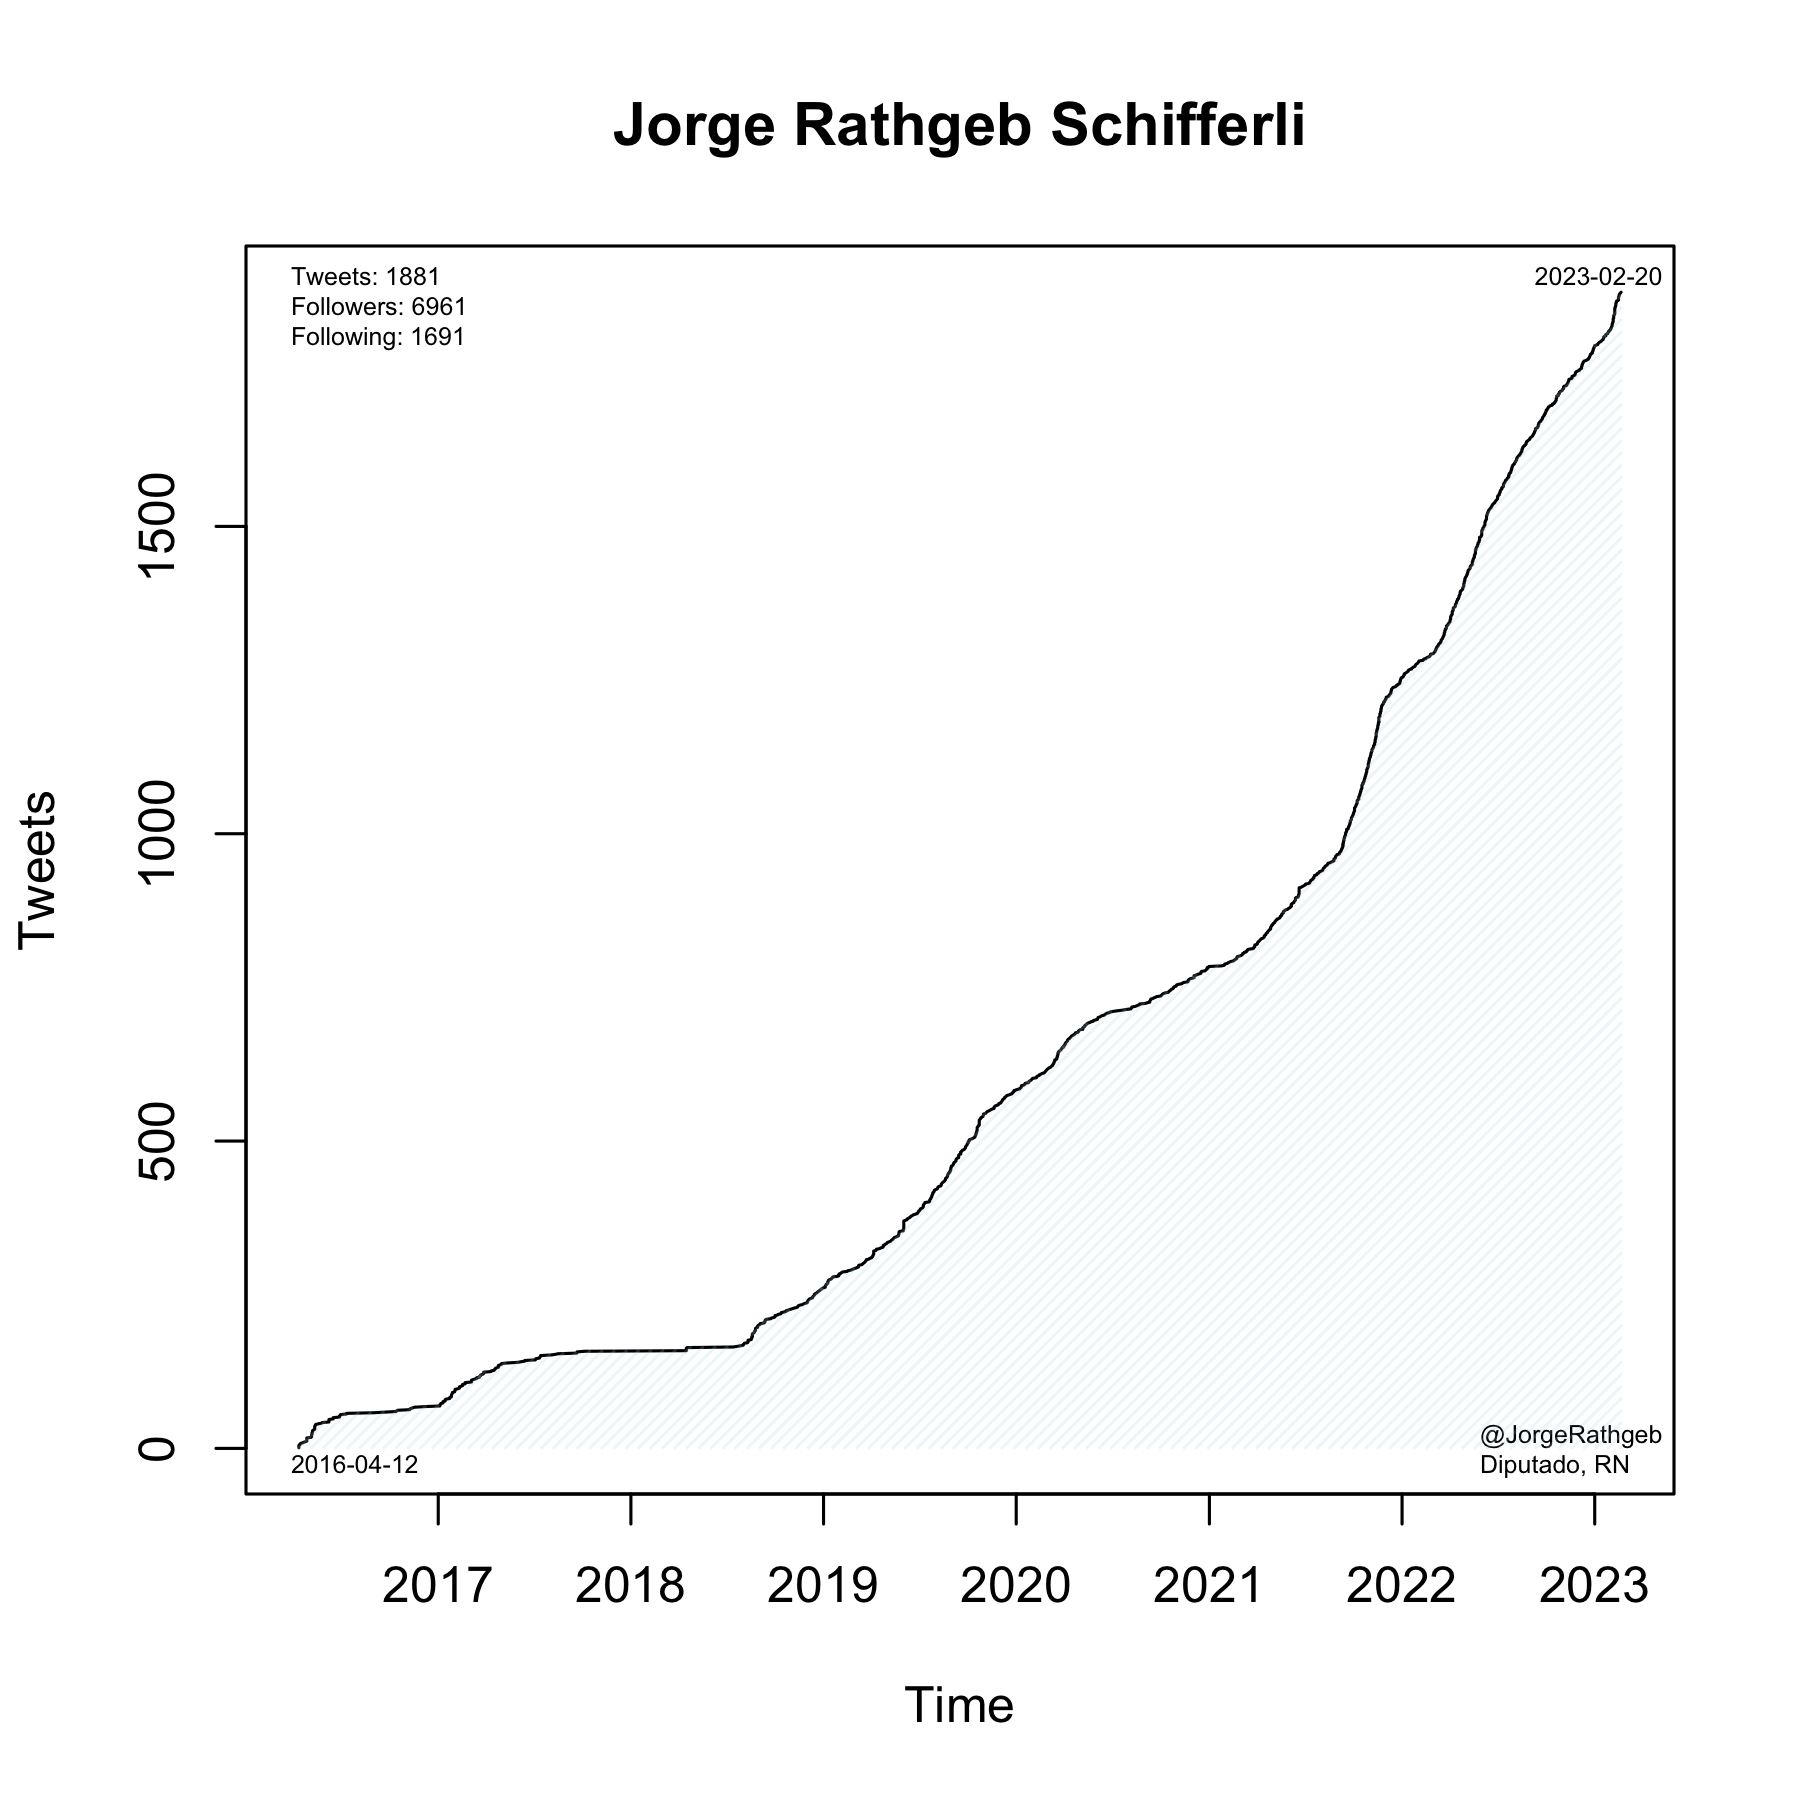 Jorge Rathgeb Schifferli
Tweets: 1881
Followers: 6961
Following: 1691
2023-02-20
Tweets
1500
1000
500
0
2016-04-12
@JorgeRathgeb
Diputado, RN
2017 2018 2019 2020 2021 2022 2023
Time